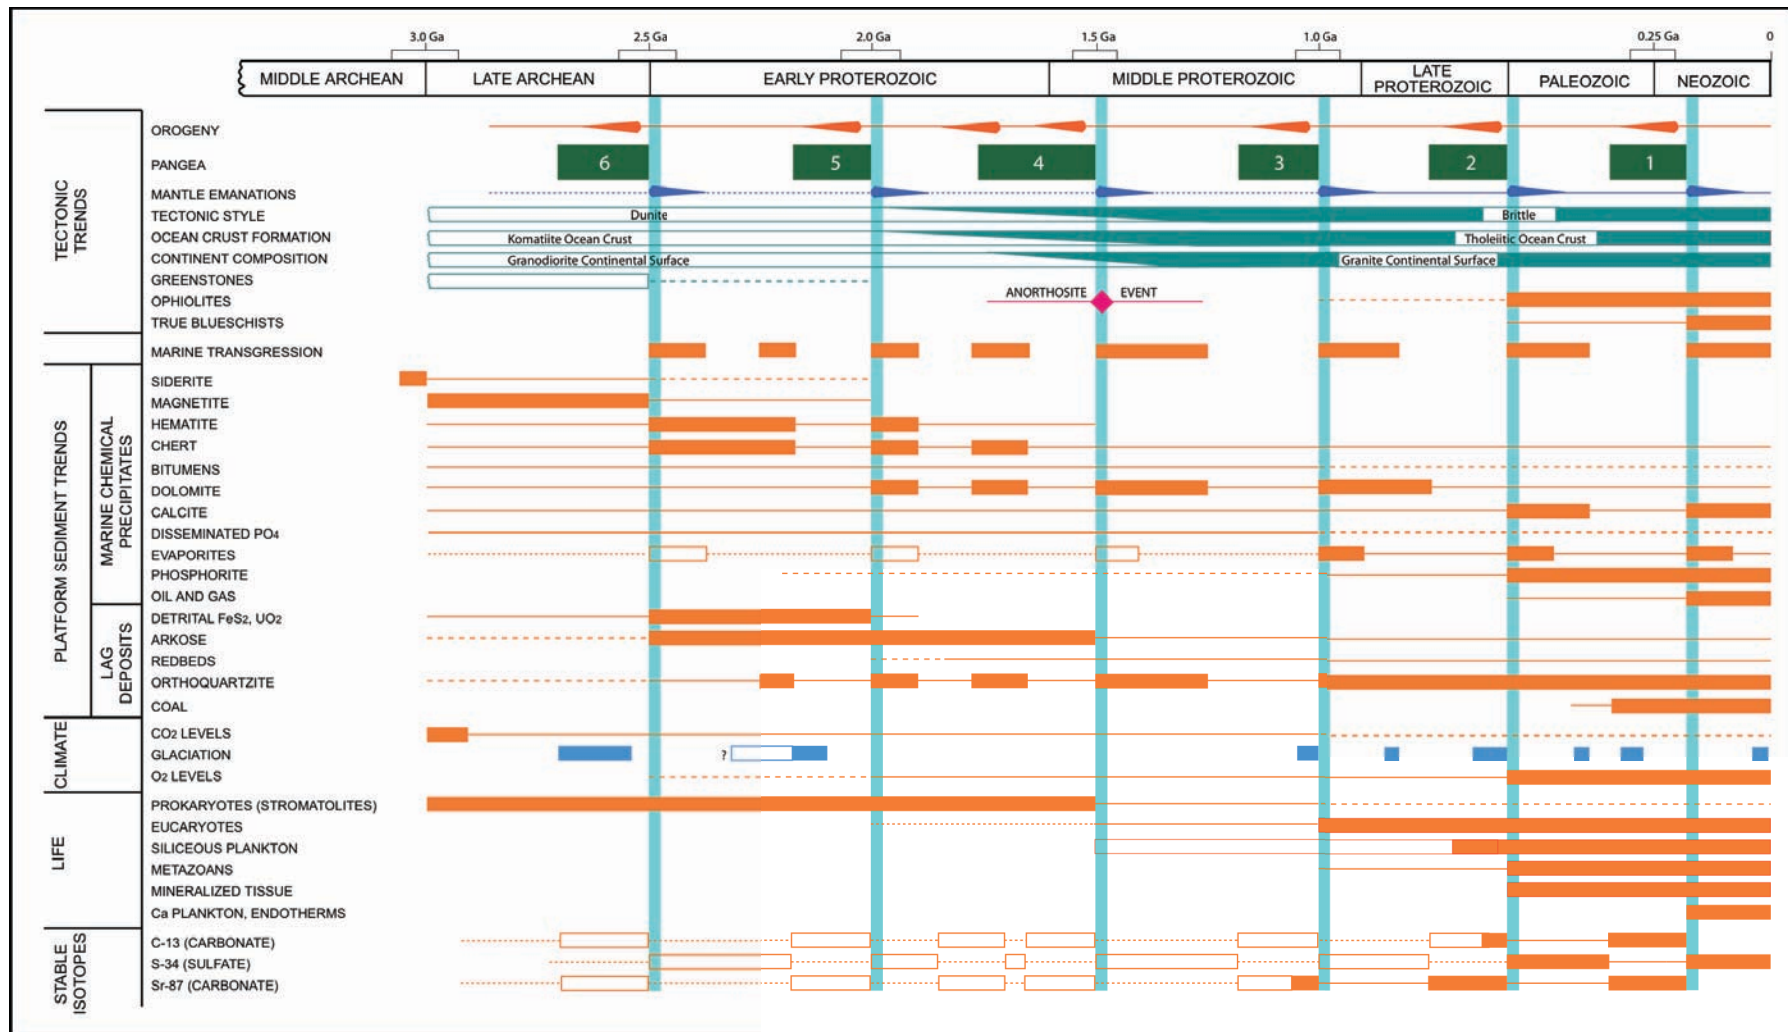 3.0 Ga 2.5 Ga 2.0 Ga 1.5 Ga 1.0 Ga 0.25 Ga 0
MIDDLE ARCHEAN LATE ARCHEAN EARLY PROTEROZOIC MIDDLE PROTEROZOIC LATE PROTEROZOIC PALEOZOIC NEOZOIC
TECTONIC TRENDS
OROGENY
PANGEA 6 5 4 3 2 1
MANTLE EMANATIONS
TECTONIC STYLE Dunite Brittle
OCEAN CRUST FORMATION Komatiite Ocean Crust Tholeiitic Ocean Crust
CONTINENT COMPOSITION Granodiorite Continental Surface Granite Continental Surface
GREENSTONES
OPHIOLITES ANORTHOSITE EVENT
TRUE BLUESCHISTS
MARINE TRANSGRESSION
PLATFORM SEDIMENT TRENDS
MARINE CHEMICAL PRECIPITATES
SIDERITE
MAGNETITE
HEMATITE
CHERT
BITUMENS
DOLOMITE
CALCITE
DISSEMINATED PO4
EVAPORITES
PHOSPHORITE
OIL AND GAS
LAG DEPOSITS
DETRITAL FeS2, UO2
ARKOSE
REDBEDS
ORTHOQUARTZITE
COAL
CLIMATE
CO2 LEVELS
GLACIATION ?
O2 LEVELS
LIFE
PROKARYOTES (STROMATOLITES)
EUCARYOTES
SILICEOUS PLANKTON
METAZOANS
MINERALIZED TISSUE
Ca PLANKTON, ENDOTHERMS
STABLE ISOTOPES
C-13 (CARBONATE)
S-34 (SULFATE)
Sr-87 (CARBONATE)